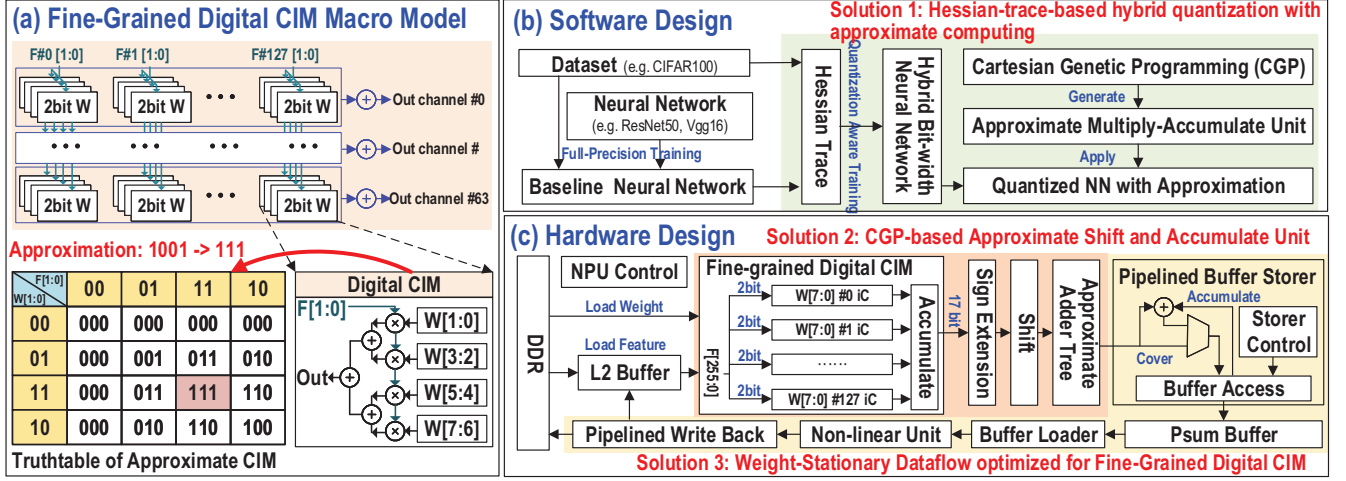 (a) Fine-Grained Digital CIM Macro Model
F#0 [1:0] F#1 [1:0] F#127 [1:0]
2bit W 2bit W ••• 2bit W
Out channel #0
••• ••• •••
Out channel #
2bit W 2bit W ••• 2bit W
Out channel #63
Approximation: 1001 -> 111
F[1:0]
W[1:0]
00 01 11 10
00 000 000 000 000
01 000 001 011 010
11 000 011 111 110
10 000 010 110 100
Truthtable of Approximate CIM
Digital CIM
F[1:0]
W[1:0]
W[3:2]
Out
W[5:4]
W[7:6]
(b) Software Design
Solution 1: Hessian-trace-based hybrid quantization with
approximate computing
Dataset (e.g. CIFAR100)
Neural Network
(e.g. ResNet50, Vgg16)
Full-Precision Training
Baseline Neural Network
Hessian Trace
Quantization Aware Training
Hybrid Bit-width
Neural Network
Cartesian Genetic Programming (CGP)
Generate
Approximate Multiply-Accumulate Unit
Apply
Quantized NN with Approximation
(c) Hardware Design
Solution 2: CGP-based Approximate Shift and Accumulate Unit
DDR
NPU Control
Load Weight
Load Feature
L2 Buffer
Fine-grained Digital CIM
F[255:0]
2bit W[7:0] #0 iC
2bit W[7:0] #1 iC
2bit ......
2bit W[7:0] #127 iC
Accumulate
17 bit
Sign Extension
Shift
Approximate
Adder Tree
Pipelined Buffer Storer
Accumulate
Cover
Storer
Control
Buffer Access
Pipelined Write Back
Non-linear Unit
Buffer Loader
Psum Buffer
Solution 3: Weight-Stationary Dataflow optimized for Fine-Grained Digital CIM